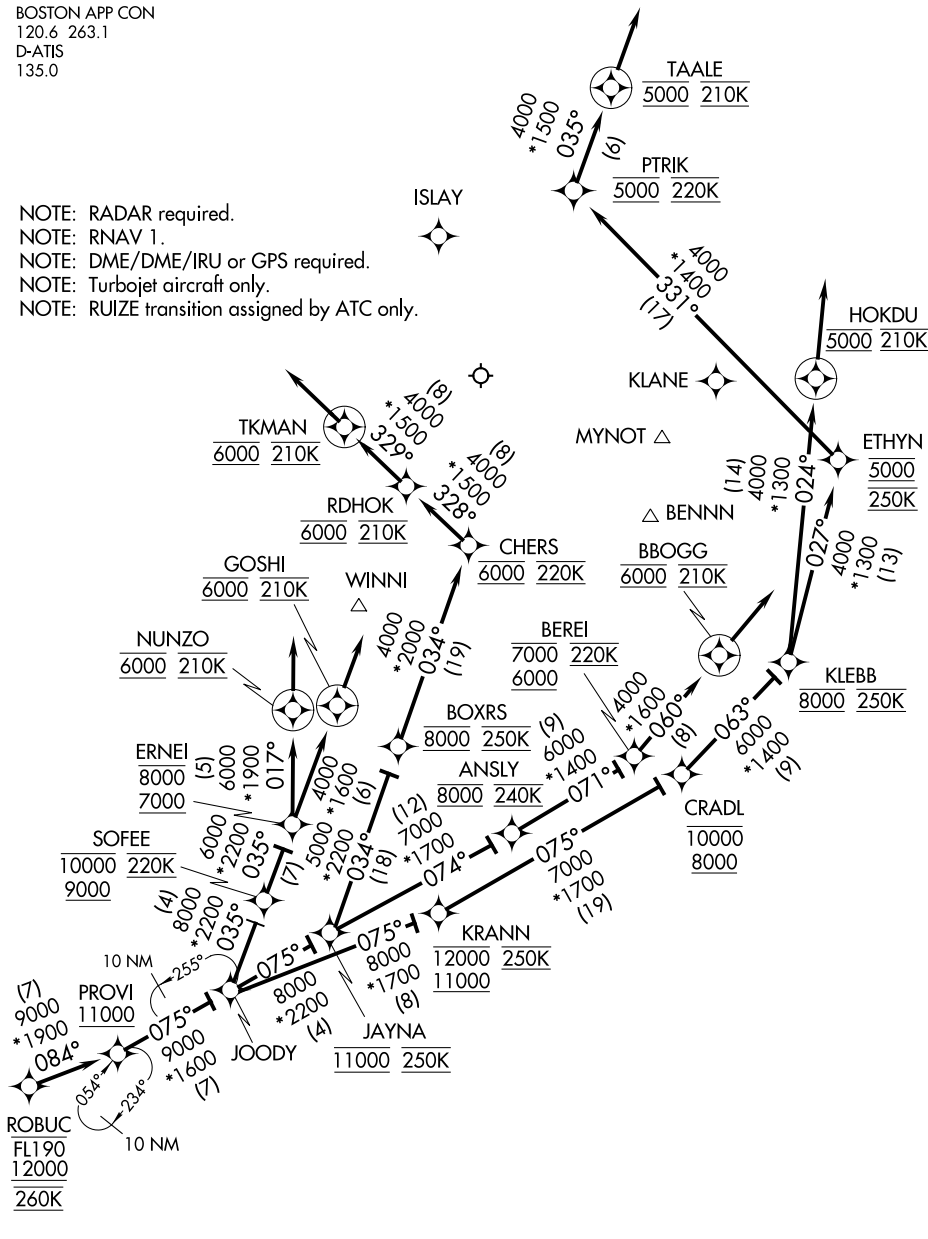 BOSTON APP CON
120.6 263.1
D-ATIS
135.0
TAALE
5000 210K
4000
*1500
035°
(6)
PTRIK
5000 220K
ISLAY
NOTE: RADAR required.
NOTE: RNAV 1.
NOTE: DME/DME/IRU or GPS required.
NOTE: Turbojet aircraft only.
NOTE: RUIZE transition assigned by ATC only.
4000
*1400
331°
(17)
HOKDU
5000 210K
KLANE
(8)
4000
*1500
329°
TKMAN
6000 210K
MYNOT
ETHYN
5000
250K
(14)
4000
*1300
024°
(8)
4000
*1500
328°
RDHOK
6000 210K
BENNN
027°
4000
*1300
(13)
CHERS
6000 220K
BBOGG
6000 210K
GOSHI
6000 210K
WINNI
NUNZO
6000 210K
4000
*2000
034°
(19)
BEREI
7000 220K
6000
KLEBB
8000 250K
4000
*1600
060°
(8)
063°
6000
*1400
(9)
BOXRS
8000 250K
ERNEI
8000
7000
(5)
6000
*1900
017°
4000
*1600
(6)
(9)
6000
*1400
071°
ANSLY
8000 240K
CRADL
10000
8000
SOFEE
10000 220K
9000
6000
*2200
035°
(7)
5000
*2200
034°
(18)
(12)
7000
*1700
074°
075°
7000
*1700
(19)
(4)
8000
*2200
035°
KRANN
12000 250K
11000
075°
8000
*1700
(8)
075°
8000
*2200
(4)
10 NM
255°
PROVI
11000
JOODY
JAYNA
11000 250K
(7)
9000
*1900
084°
075°
9000
*1600
(7)
054°
234°
10 NM
ROBUC
FL190
12000
260K